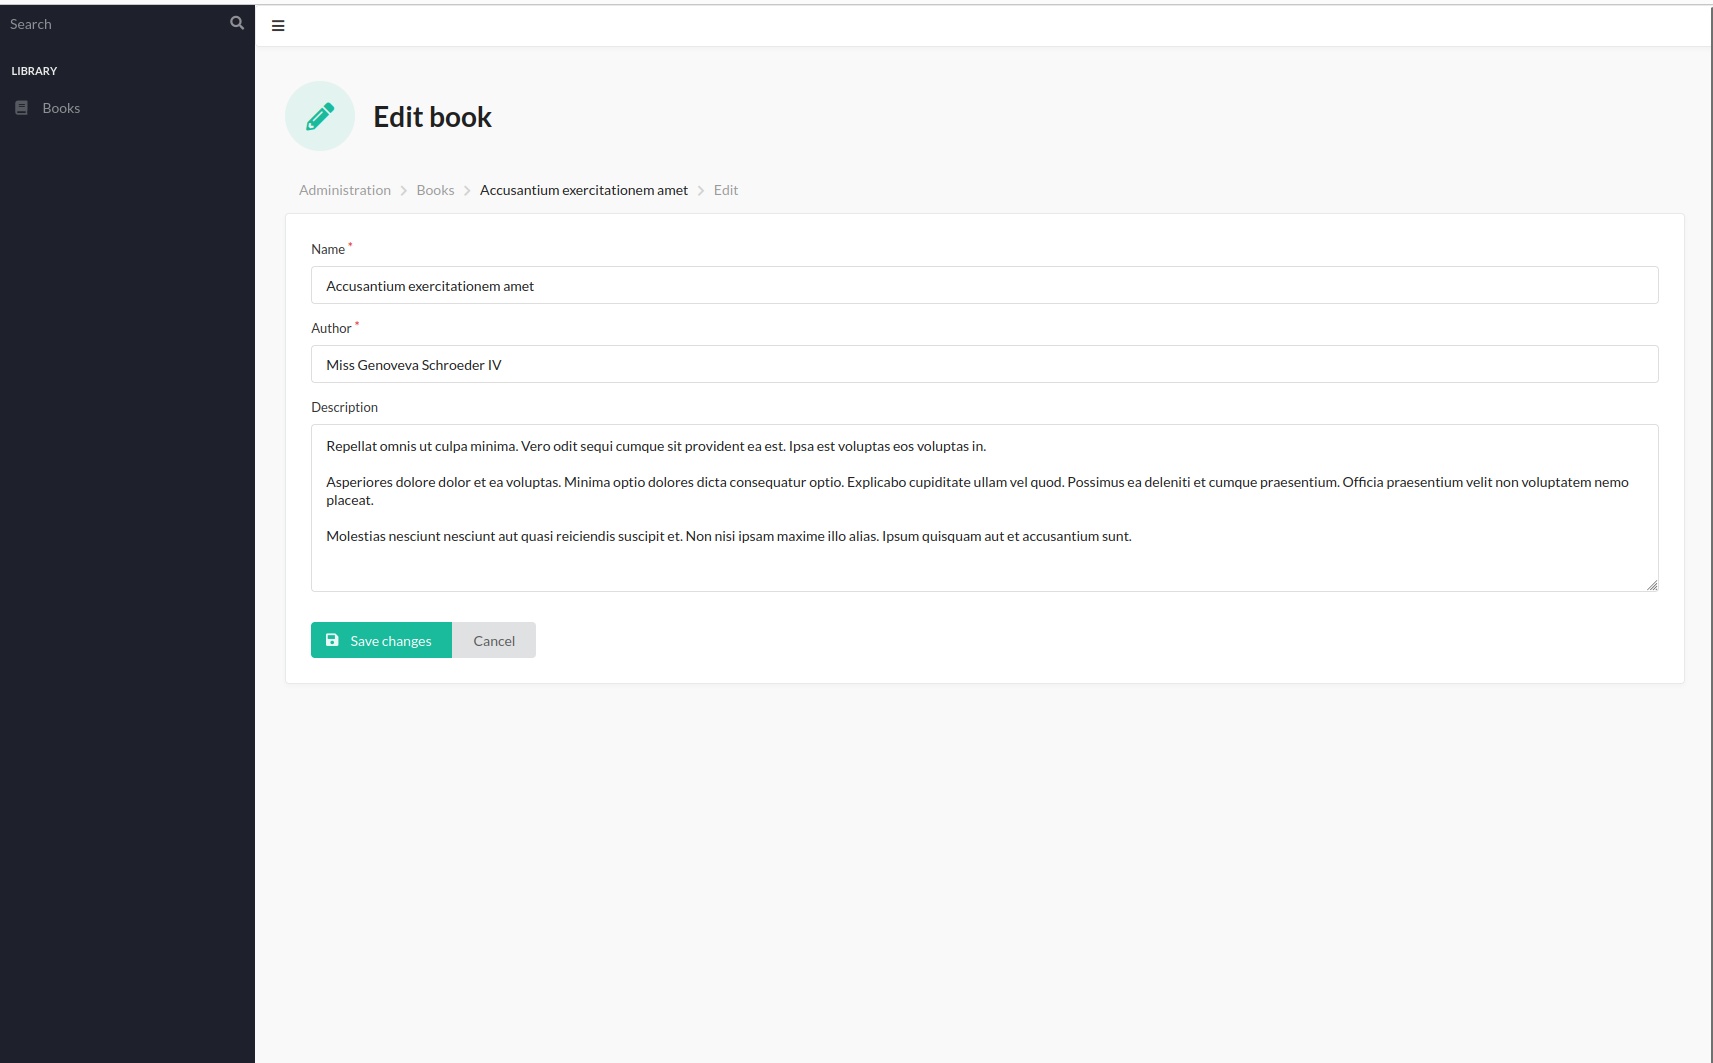 Search
LIBRARY
Books
Edit book
Administration > Books > Accusantium exercitationem amet > Edit
Name *
Accusantium exercitationem amet
Author *
Miss Genoveva Schroeder IV
Description
Repellat omnis ut culpa minima. Vero odit sequi cumque sit provident ea est. Ipsa est voluptas eos voluptas in.
Asperiores dolore dolor et ea voluptas. Minima optio dolores dicta consequatur optio. Explicabo cupiditate ullam vel quod. Possimus ea deleniti et cumque praesentium. Officia praesentium velit non voluptatem nemo
placeat.
Molestias nesciunt nesciunt aut quasi reiciendis suscipit et. Non nisi ipsam maxime illo alias. Ipsum quisquam aut et accusantium sunt.
Save changes Cancel